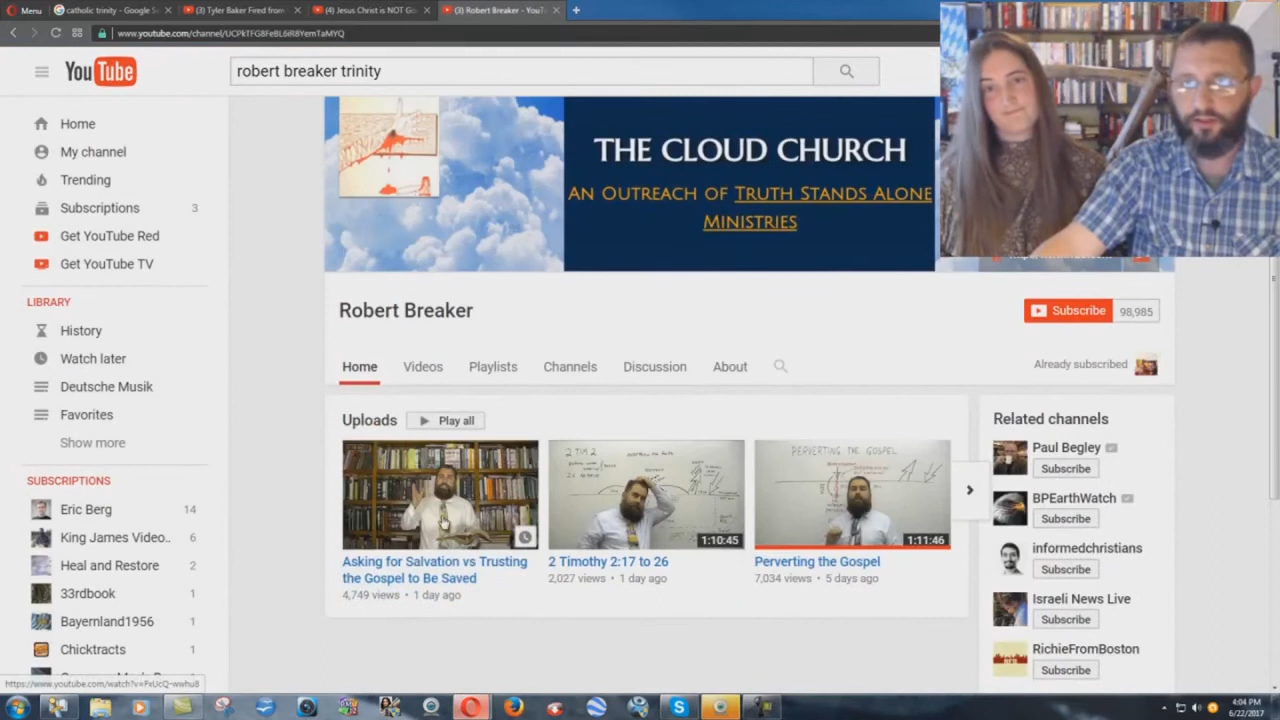 Menu
catholic trinity - Google S
(3) Tyler Baker Fired from
(4) Jesus Christ is NOT Go
(3) Robert Breaker - YouT
www.youtube.com/channel/UCPkTFG8FeBL6iR8YemTaMYQ
YouTube
robert breaker trinity
Home
My channel
Trending
Subscriptions 3
Get YouTube Red
Get YouTube TV
LIBRARY
History
Watch later
Deutsche Musik
Favorites
Show more
SUBSCRIPTIONS
Eric Berg 14
King James Video.. 6
Heal and Restore 2
33rdbook 1
Bayernland1956 1
Chicktracts 1
THE CLOUD CHURCH
AN OUTREACH OF TRUTH STANDS ALONE
MINISTRIES
Robert Breaker
Subscribe 98,985
Home Videos Playlists Channels Discussion About
Already subscribed
Uploads Play all
2 TIM 2
1:10:45
PERVERTING THE GOSPEL
1:11:46
Asking for Salvation vs Trusting
the Gospel to Be Saved
4,749 views • 1 day ago
2 Timothy 2:17 to 26
2,027 views • 1 day ago
Perverting the Gospel
7,034 views • 5 days ago
Related channels
Paul Begley
Subscribe
BPEarthWatch
Subscribe
informedchristians
Subscribe
Israeli News Live
Subscribe
RichieFromBoston
Subscribe
https://www.youtube.com/watch?v=PxUcQ-wwhu8
4:04 PM
6/22/2017